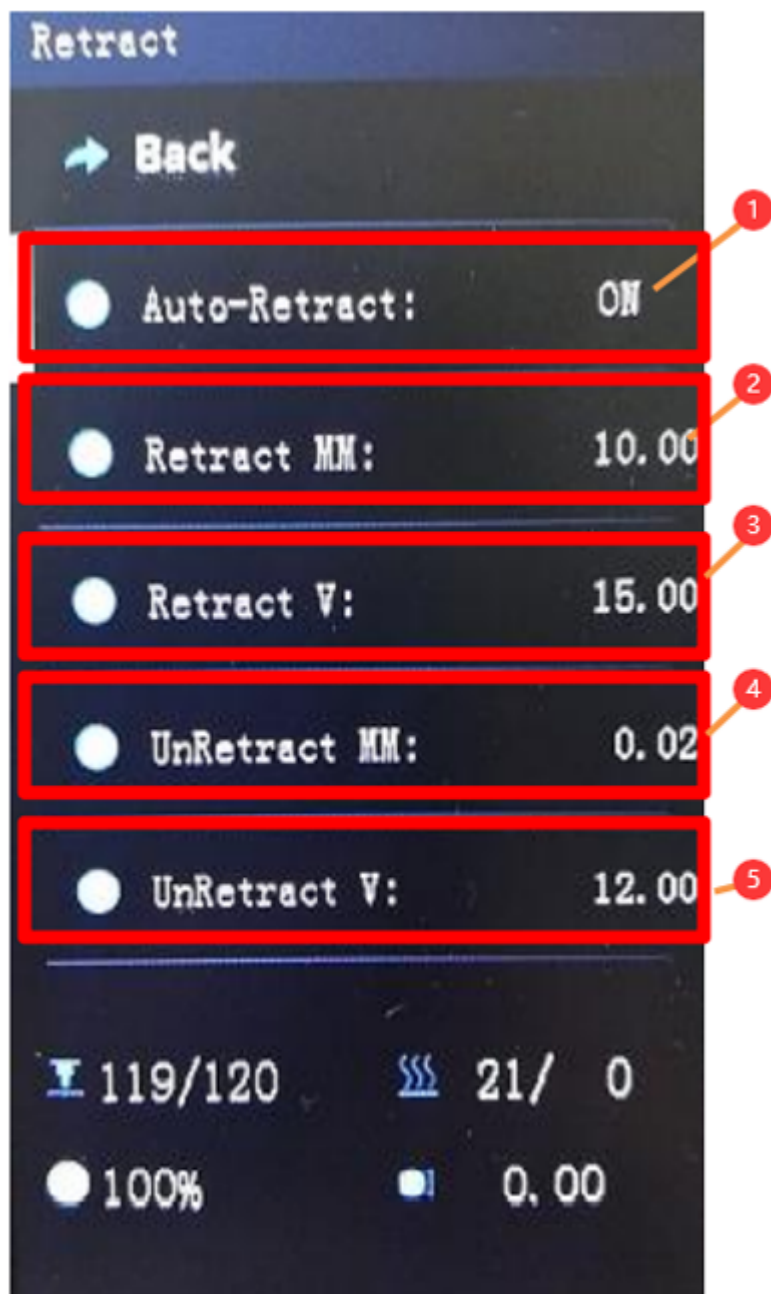 Retract
Back
1
Auto-Retract: ON
2
Retract MM: 10.00
3
Retract V: 15.00
4
UnRetract MM: 0.02
5
UnRetract V: 12.00
119/120 21/ 0
100% 0.00